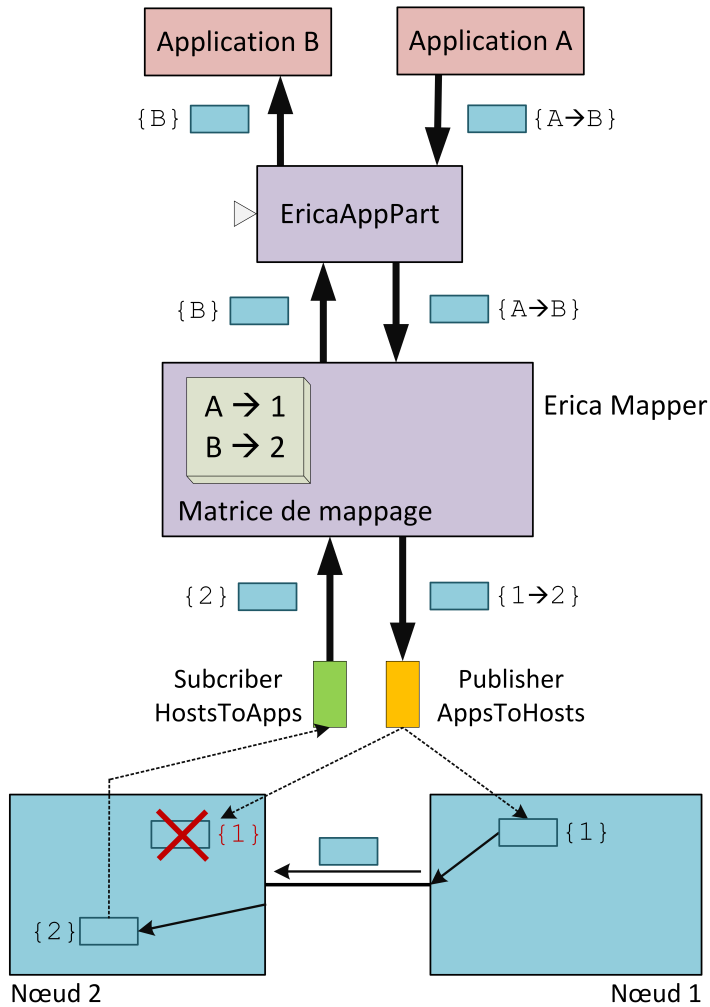 Application B
Application A
{B}
{A→B}
EricaAppPart
{B}
{A→B}
A → 1
B → 2
Erica Mapper
Matrice de mappage
{2}
{1→2}
Subcriber
HostsToApps
Publisher
AppsToHosts
{1}
{1}
{2}
Nœud 2
Nœud 1